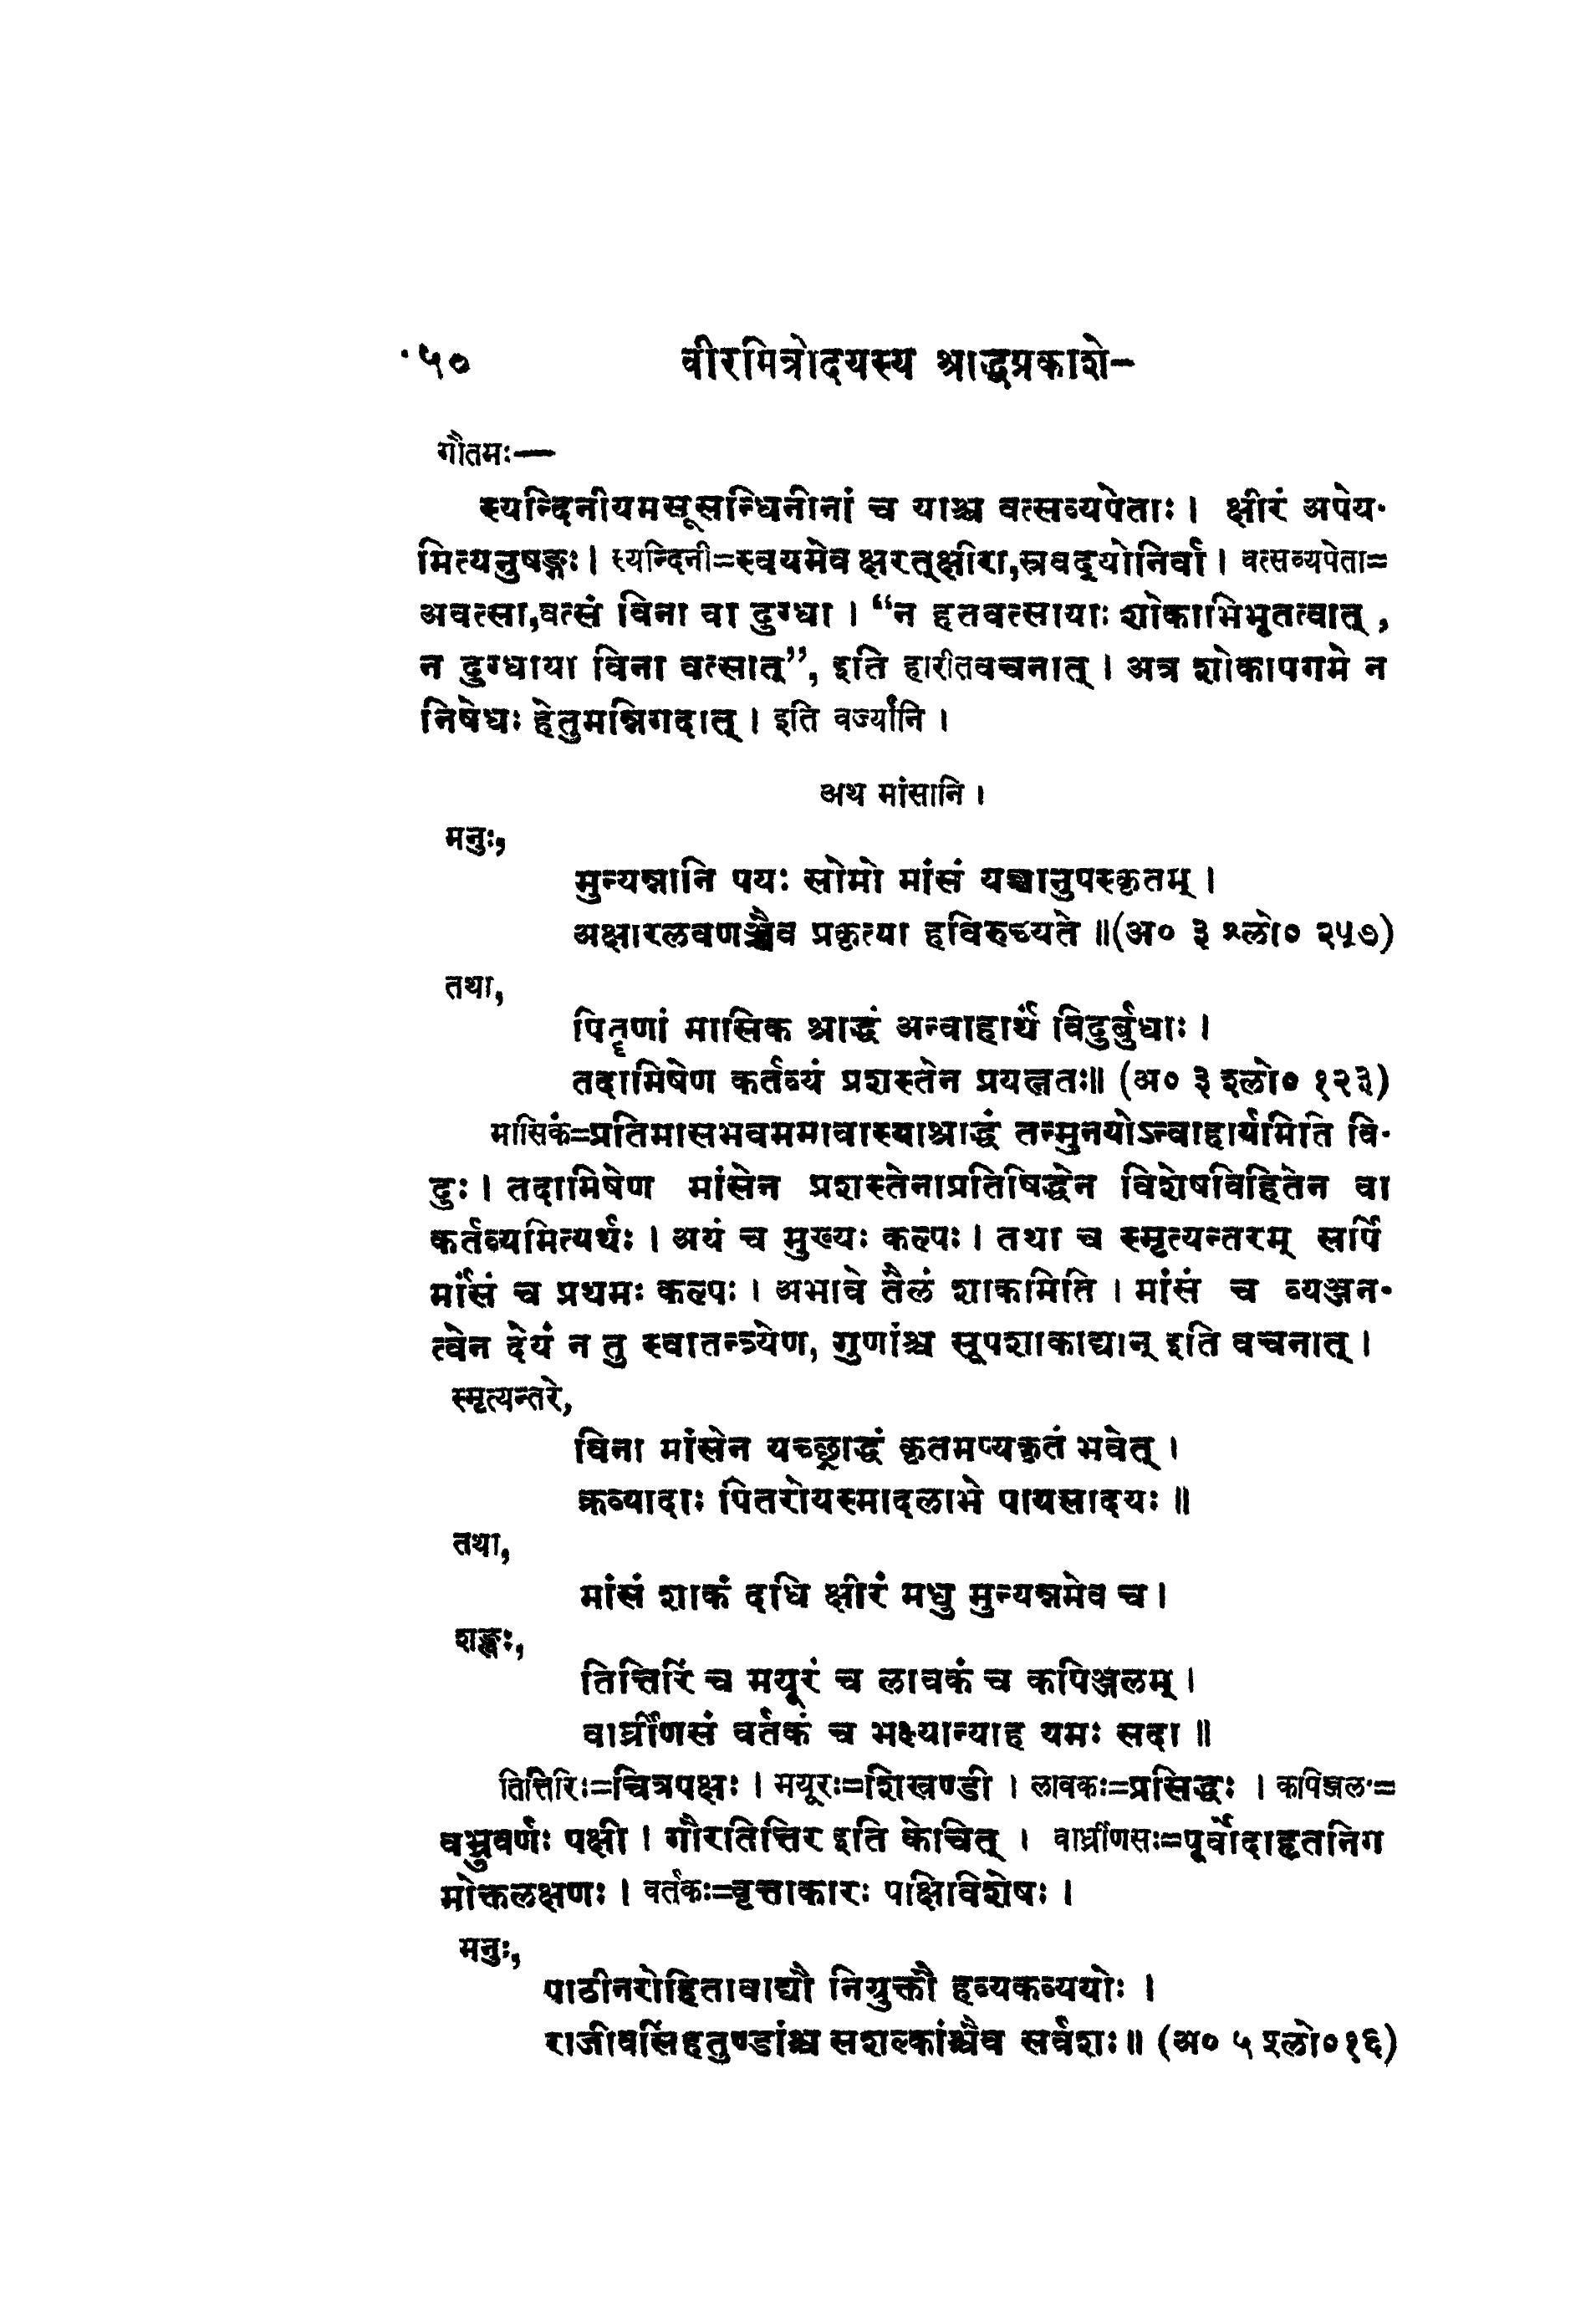 ५० वीरमित्रोदयस्य श्राद्धप्रकाशे-
गौतमः—
स्यन्दिनीयमसूसन्धिनीनां च याश्च वत्सव्यपेताः। क्षीरं अपेय-
मित्यनुषङ्गः। स्यन्दिनी=स्वयमेव क्षरत्क्षीरा,स्रवद्योनिर्वा। वत्सव्यपेता=
अवत्सा,वत्सं विना वा दुग्धा। “न हतवत्सायाः शोकाभिभूतत्वात्,
न दुग्धाया विना वत्सात्”, इति हारीतवचनात्। अत्र शोकापगमे न
निषेधः हेतुमन्निगदात्। इति वर्ज्यानि।
अथ मांसानि।
मनुः,
मुन्यन्नानि पयः सोमो मांसं यच्चानुपस्कृतम्।
अक्षारलवणञ्चैव प्रकृत्या हविरुच्यते॥(अ० ३ श्लो० २५७)
तथा,
पितॄणां मासिक श्राद्धं अन्वाहार्थं विदुर्बुधाः।
तदामिषेण कर्तव्यं प्रशस्तेन प्रयत्नतः॥ (अ० ३ श्लो० १२३)
मासिकं=प्रतिमासभवममावास्याश्राद्धं तन्मुनयोऽन्वाहार्यमिति वि-
दुः। तदामिषेण मांसेन प्रशस्तेनाप्रतिषिद्धेन विशेषविहितेन वा
कर्तव्यमित्यर्थः। अयं च मुख्यः कल्पः। तथा च स्मृत्यन्तरम् सर्पि
र्मांसं च प्रथमः कल्पः। अभावे तैलं शाकमिति। मांसं च व्यञ्जन-
त्वेन देयं न तु स्वातन्त्र्येण, गुणांश्च सूपशाकाद्यान् इति वचनात्।
स्मृत्यन्तरे,
विना मांसेन यच्छ्राद्धं कृतमप्यकृतं भवेत्।
क्रव्यादाः पितरोयस्मादलाभे पायसादयः॥
तथा,
मांसं शाकं दधि क्षीरं मधु मुन्यन्नमेव च।
शङ्खः,
तित्तिरिं च मयूरं च लावकं च कपिञ्जलम्।
वार्ध्रीणसं वर्तकं च भक्ष्यान्याह यमः सदा॥
तित्तिरिः=चित्रपक्षः। मयूरः=शिखण्डी। लावकः=प्रसिद्धः। कपिञ्जलः=
बभ्रुवर्णः पक्षी। गौरतित्तिर इति केचित्। वार्ध्रीणसः=पूर्वोदाहृतनिग
मोक्तलक्षणः। वर्तकः=वृत्ताकारः पक्षिविशेषः।
मनुः,
पाठीनरोहितावाद्यौ नियुक्तौ हव्यकव्ययोः।
राजीवसिंहतुण्डांश्च सशल्कांश्चैव सर्वशः॥ (अ० ५ श्लो०१६)